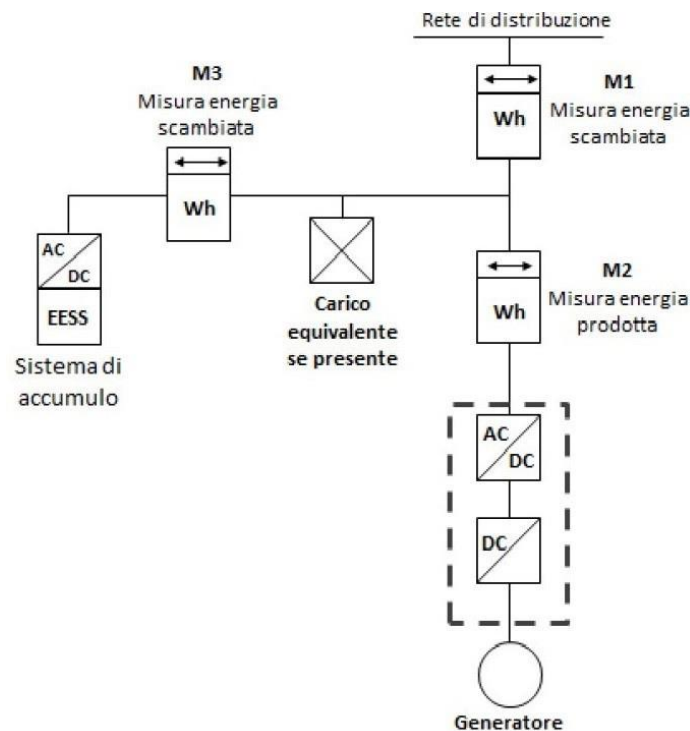 Rete di distribuzione
M3
Misura energia
scambiata
Wh
M1
Misura energia
scambiata
Wh
AC
DC
EESS
Sistema di
accumulo
Carico
equivalente
se presente
M2
Misura energia
prodotta
Wh
AC
DC
DC
Generatore